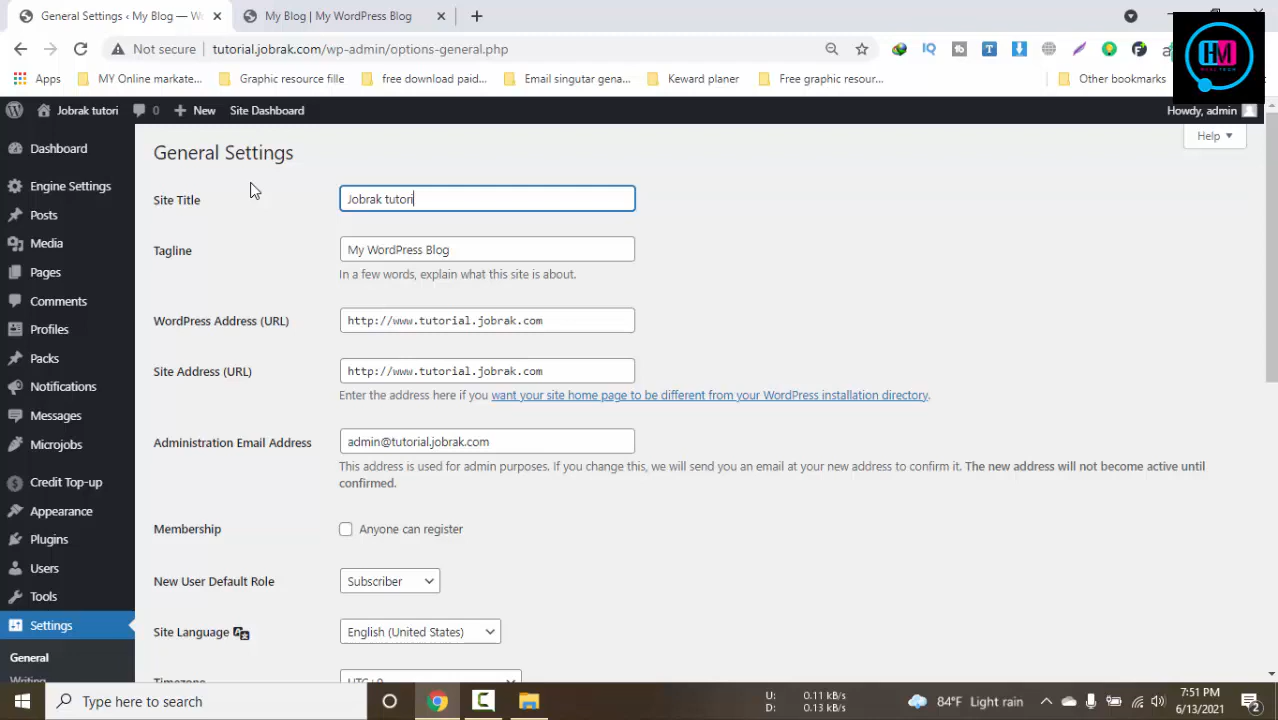 General Settings ‹ My Blog — W
My Blog | My WordPress Blog
Not secure
tutorial.jobrak.com/wp-admin/options-general.php
Apps
MY Online markate...
Graphic resource fille
free download paid...
Email singutar gena...
Keward planer
Free graphic resour...
Other bookmarks
HM
Jobrak tutori
0
New
Site Dashboard
Howdy, admin
Help
Dashboard
Engine Settings
Posts
Media
Pages
Comments
Profiles
Packs
Notifications
Messages
Microjobs
Credit Top-up
Appearance
Plugins
Users
Tools
Settings
General
Writing
General Settings
Site Title
Jobrak tutori
Tagline
My WordPress Blog
In a few words, explain what this site is about.
WordPress Address (URL)
http://www.tutorial.jobrak.com
Site Address (URL)
http://www.tutorial.jobrak.com
Enter the address here if you want your site home page to be different from your WordPress installation directory.
Administration Email Address
admin@tutorial.jobrak.com
This address is used for admin purposes. If you change this, we will send you an email at your new address to confirm it. The new address will not become active until
confirmed.
Membership
Anyone can register
New User Default Role
Subscriber
Site Language
English (United States)
Timezone
UTC+0
Type here to search
U:
0.11 kB/s
D:
0.13 kB/s
84°F Light rain
7:51 PM
6/13/2021
2